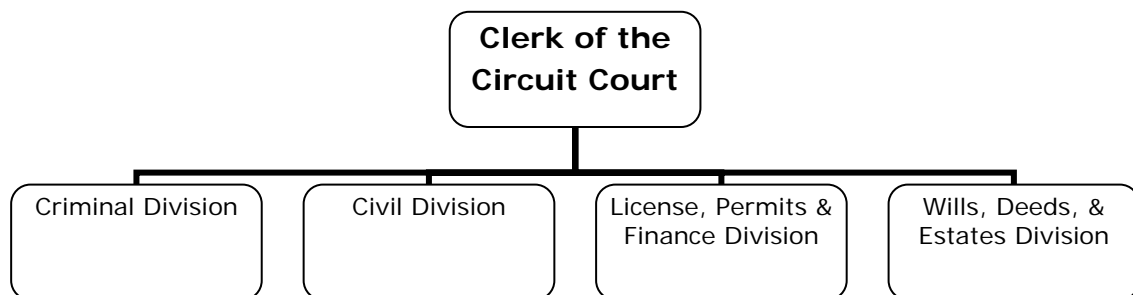 Clerk of the
Circuit Court
Criminal Division
Civil Division
License, Permits &
Finance Division
Wills, Deeds, &
Estates Division